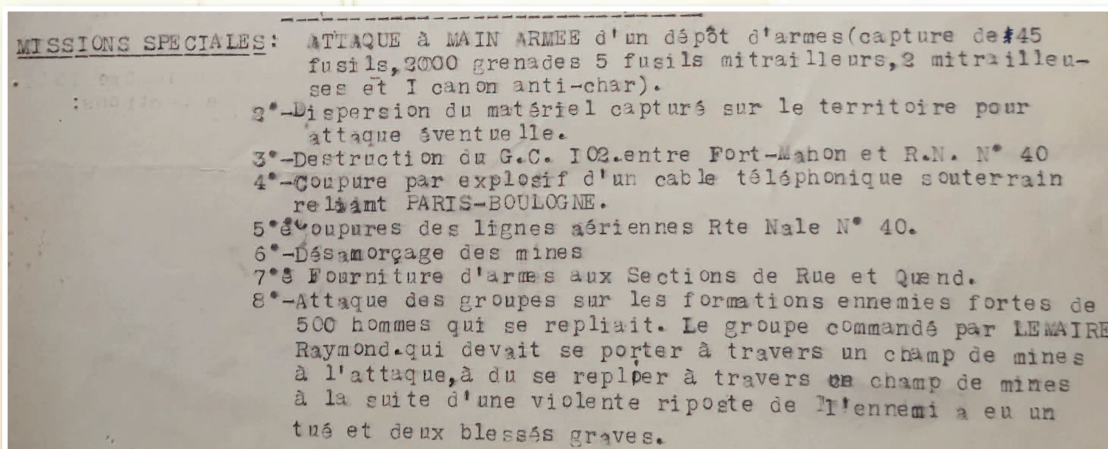 MISSIONS SPECIALES: ATTAQUE à MAIN ARMEE d'un dépôt d'armes(capture de 45
fusils,2000 grenades 5 fusils mitrailleurs,2 mitrailleu-
ses et I canon anti-char).
2°-Dispersion du matériel capturé sur le territoire pour
attaque éventuelle.
3°-Destruction du G.C. I02.entre Fort-Mahon et R.N. N° 40
4°-Coupure par explosif d'un cable téléphonique souterrain
reliant PARIS-BOULOGNE.
5°-Coupures des lignes aériennes Rte Nale N° 40.
6°-Désamorçage des mines
7°- Fourniture d'armes aux Sections de Rue et Quend.
8°-Attaque des groupes sur les formations ennemies fortes de
500 hommes qui se repliait. Le groupe commandé par LEMAIRE
Raymond.qui devait se porter à travers un champ de mines
à l'attaque,à du se replier à travers un champ de mines
à la suite d'une violente riposte de l'ennemi a eu un
tué et deux blessés graves.